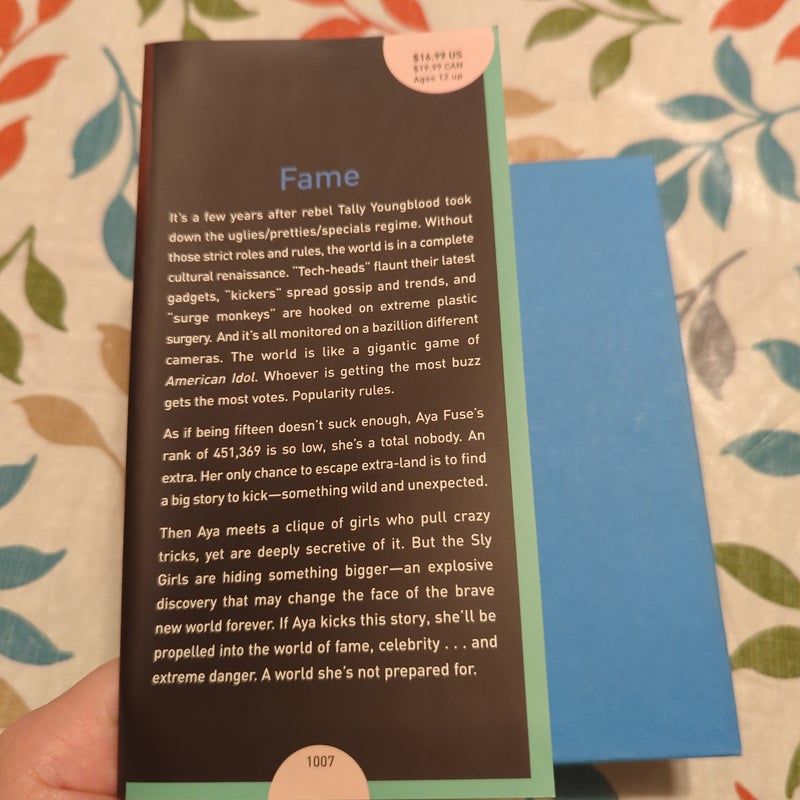 $16.99 US
$19.99 CAN
Ages 12 up
Fame
It's a few years after rebel Tally Youngblood took
down the uglies/pretties/specials regime. Without
those strict roles and rules, the world is in a complete
cultural renaissance. "Tech-heads" flaunt their latest
gadgets, "kickers" spread gossip and trends, and
"surge monkeys" are hooked on extreme plastic
surgery. And it's all monitored on a bazillion different
cameras. The world is like a gigantic game of
American Idol. Whoever is getting the most buzz
gets the most votes. Popularity rules.
As if being fifteen doesn't suck enough, Aya Fuse's
rank of 451,369 is so low, she's a total nobody. An
extra. Her only chance to escape extra-land is to find
a big story to kick—something wild and unexpected.
Then Aya meets a clique of girls who pull crazy
tricks, yet are deeply secretive of it. But the Sly
Girls are hiding something bigger—an explosive
discovery that may change the face of the brave
new world forever. If Aya kicks this story, she'll be
propelled into the world of fame, celebrity . . . and
extreme danger. A world she's not prepared for.
1007